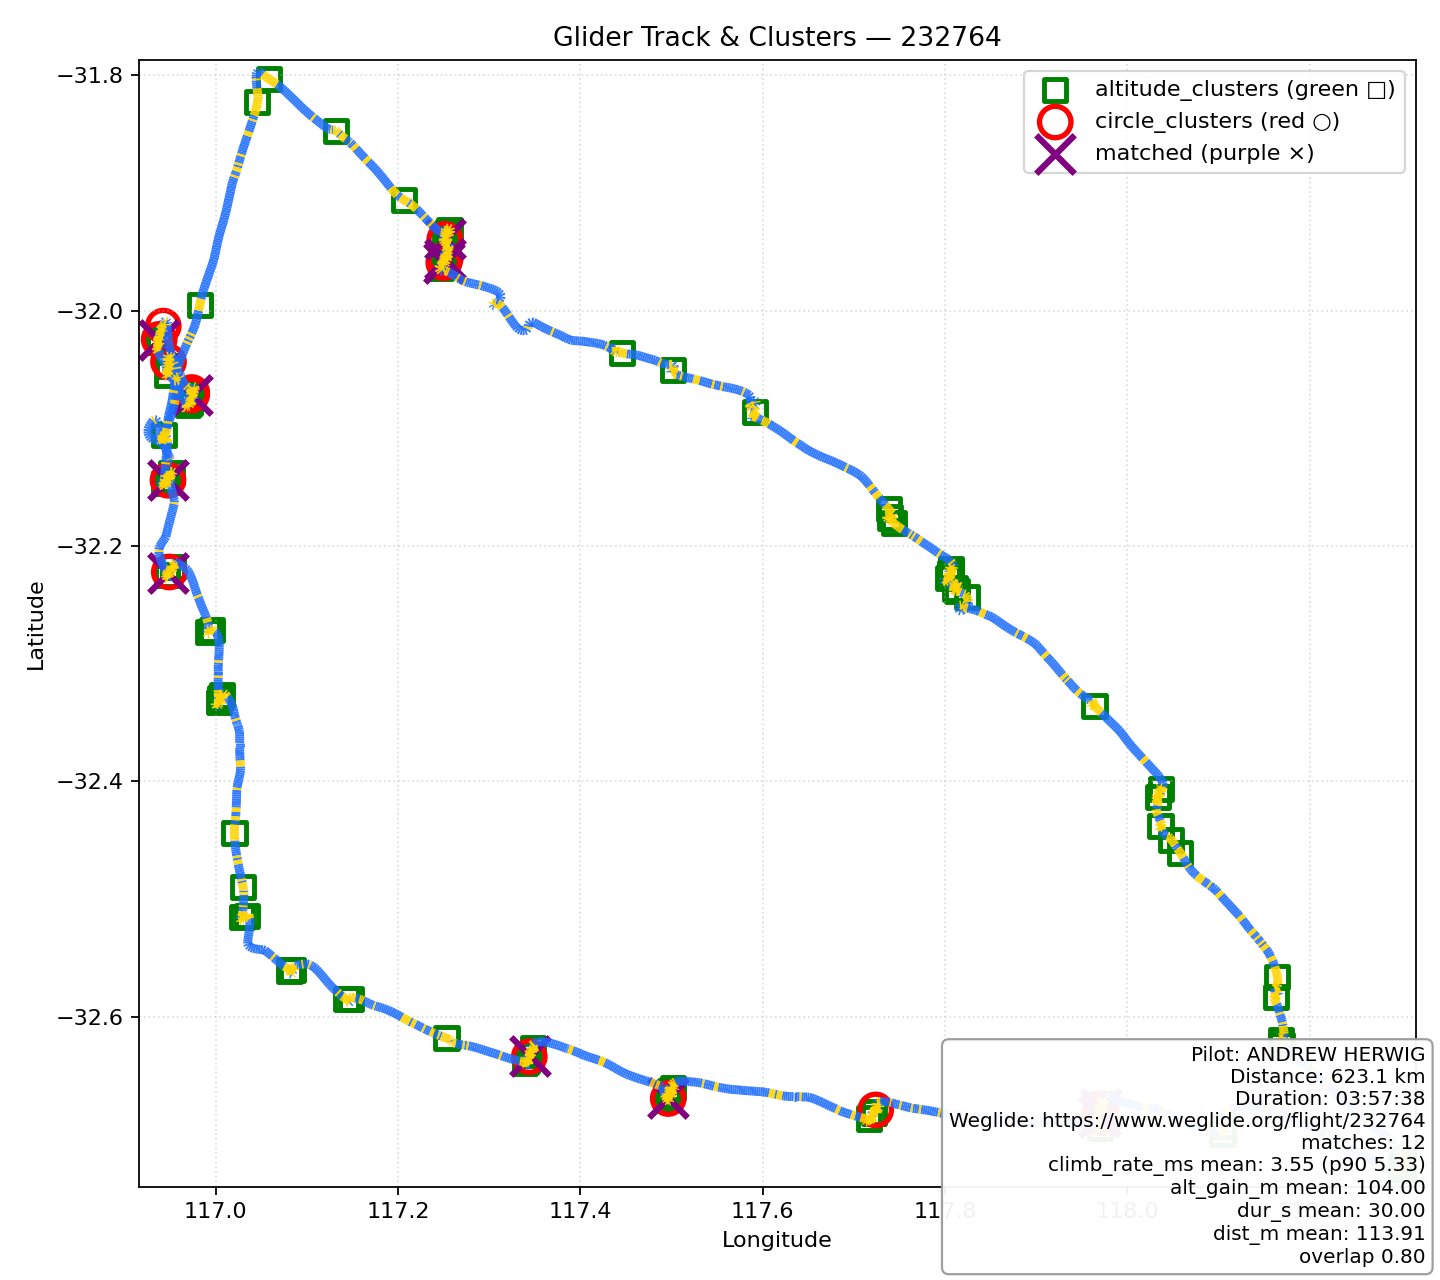 Glider Track & Clusters — 232764
altitude_clusters (green □)
circle_clusters (red ○)
matched (purple ×)
Latitude
−31.8
−32.0
−32.2
−32.4
−32.6
117.0
117.2
117.4
117.6
117.8
118.0
Longitude
Pilot: ANDREW HERWIG
Distance: 623.1 km
Duration: 03:57:38
Weglide: https://www.weglide.org/flight/232764
matches: 12
climb_rate_ms mean: 3.55 (p90 5.33)
alt_gain_m mean: 104.00
dur_s mean: 30.00
dist_m mean: 113.91
overlap 0.80